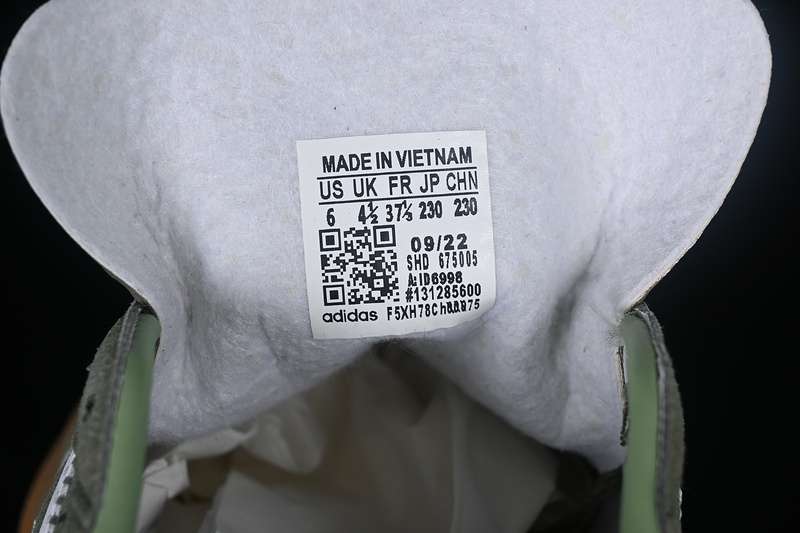 MADE IN VIETNAM
US UK FR JP CHN
6 4½ 37⅓ 230 230
09/22
SHD 675005
A:ID6998
#131285600
adidas